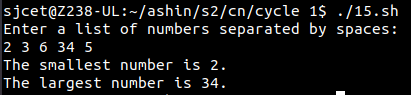 sjcet@Z238-UL:~/ashin/s2/cn/cycle 1$ ./15.sh
Enter a list of numbers separated by spaces:
2 3 6 34 5
The smallest number is 2.
The largest number is 34.